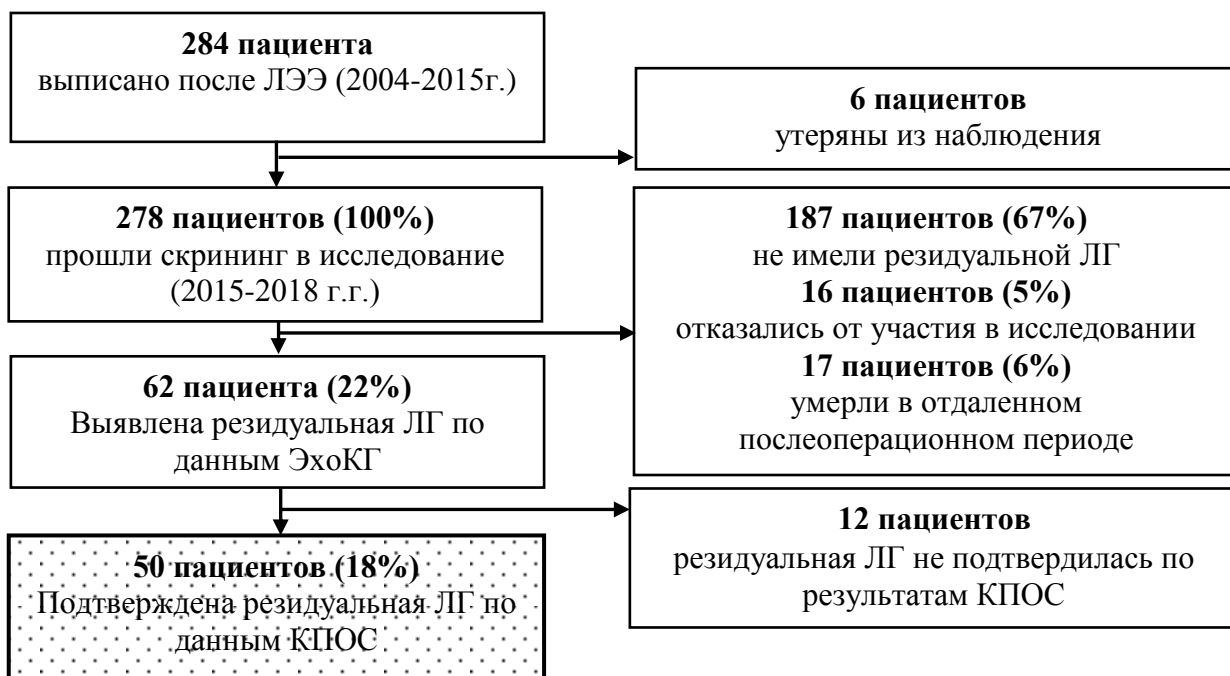 284 пациента
выписано после ЛЭЭ (2004-2015г.)
6 пациентов
утеряны из наблюдения
278 пациентов (100%)
прошли скрининг в исследование
(2015-2018 г.г.)
187 пациентов (67%)
не имели резидуальной ЛГ
16 пациентов (5%)
отказались от участия в исследовании
17 пациентов (6%)
умерли в отдаленном
послеоперационном периоде
62 пациента (22%)
Выявлена резидуальная ЛГ по
данным ЭхоКГ
12 пациентов
резидуальная ЛГ не подтвердилась по
результатам КПОС
50 пациентов (18%)
Подтверждена резидуальная ЛГ по
данным КПОС